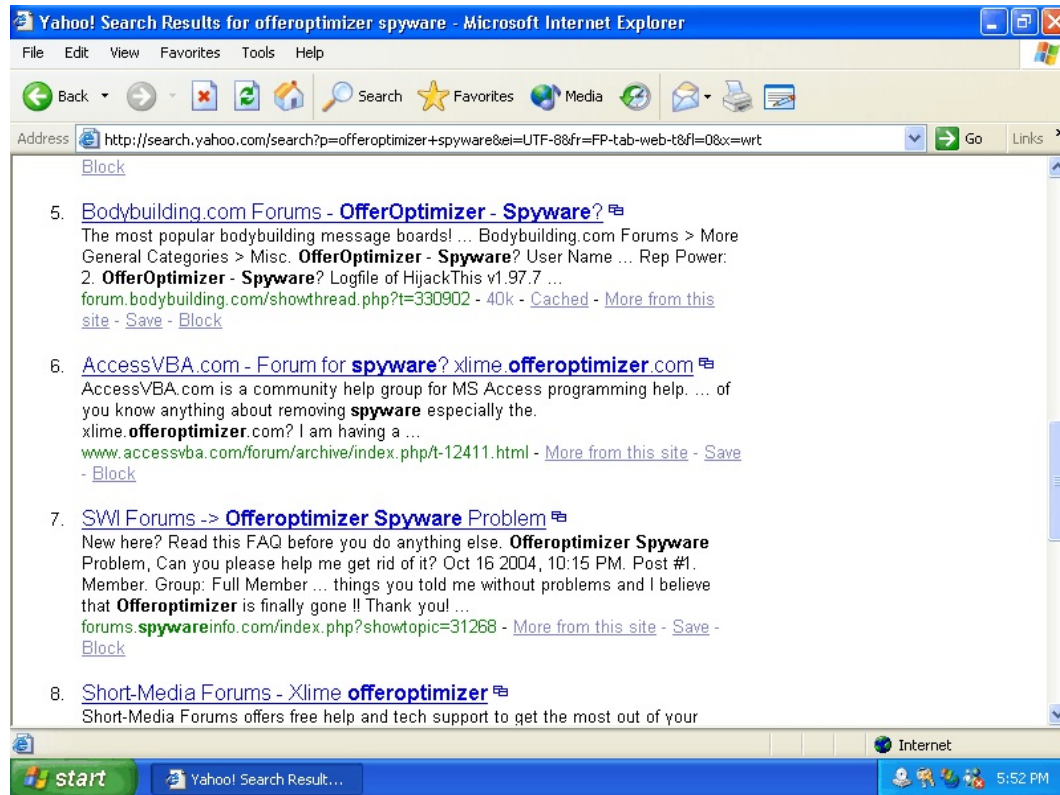 Yahoo! Search Results for offeroptimizer spyware - Microsoft Internet Explorer
File Edit View Favorites Tools Help
Back Search Favorites Media
Address http://search.yahoo.com/search?p=offeroptimizer+spyware&ei=UTF-8&fr=FP-tab-web-t&fl=0&x=wrt Go Links
Block
5. Bodybuilding.com Forums - OfferOptimizer - Spyware?
The most popular bodybuilding message boards! ... Bodybuilding.com Forums > More
General Categories > Misc. OfferOptimizer - Spyware? User Name ... Rep Power:
2. OfferOptimizer - Spyware? Logfile of HijackThis v1.97.7 ...
forum.bodybuilding.com/showthread.php?t=330902 - 40k - Cached - More from this
site - Save - Block
6. AccessVBA.com - Forum for spyware? xlime.offeroptimizer.com
AccessVBA.com is a community help group for MS Access programming help. ... of
you know anything about removing spyware especially the.
xlime.offeroptimizer.com? I am having a ...
www.accessvba.com/forum/archive/index.php/t-12411.html - More from this site - Save
- Block
7. SWI Forums -> Offeroptimizer Spyware Problem
New here? Read this FAQ before you do anything else. Offeroptimizer Spyware
Problem, Can you please help me get rid of it? Oct 16 2004, 10:15 PM. Post #1.
Member. Group: Full Member ... things you told me without problems and I believe
that Offeroptimizer is finally gone !! Thank you! ...
forums.spywareinfo.com/index.php?showtopic=31268 - More from this site - Save -
Block
8. Short-Media Forums - Xlime offeroptimizer
Short-Media Forums offers free help and tech support to get the most out of your
Internet
start Yahoo! Search Result... 5:52 PM